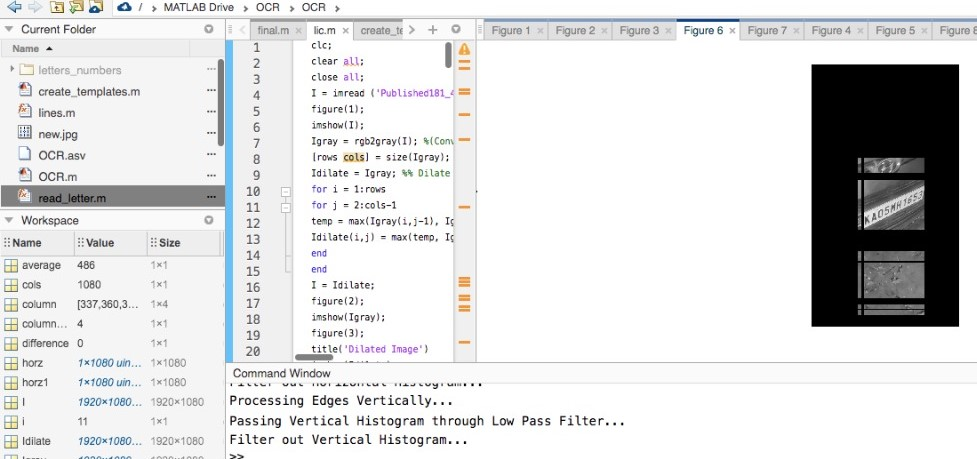 / › MATLAB Drive › OCR › OCR ›
Current Folder
Name ▲
letters_numbers ...
create_templates.m ...
lines.m ...
new.jpg ...
OCR.asv ...
OCR.m ...
read_letter.m ...
Workspace
Name Value Size
average 486 1×1
cols 1080 1×1
column [337,360,3... 1×4
column... 4 1×1
difference 0 1×1
horz 1×1080 uin... 1×1080
horz1 1×1080 uin... 1×1080
I 1920×1080... 1920×1080
i 11 1×1
Idilate 1920×1080... 1920×1080
final.m × lic.m × create_te
1 clc;
2 clear all;
3 close all;
4 I = imread ('Published181_4
5 figure(1);
6 imshow(I);
7 Igray = rgb2gray(I); %(Conv
8 [rows cols] = size(Igray);
9 Idilate = Igray; %% Dilate
10 for i = 1:rows
11 for j = 2:cols-1
12 temp = max(Igray(i,j-1), Ig
13 Idilate(i,j) = max(temp, Ig
14 end
15 end
16 I = Idilate;
17 figure(2);
18 imshow(Igray);
19 figure(3);
20 title('Dilated Image')
Figure 1 × Figure 2 × Figure 3 × Figure 6 × Figure 7 × Figure 4 × Figure 5 × Figure 8
KA05MH1653
Command Window
Filter out Horizontal Histogram...
Processing Edges Vertically...
Passing Vertical Histogram through Low Pass Filter...
Filter out Vertical Histogram...
>>